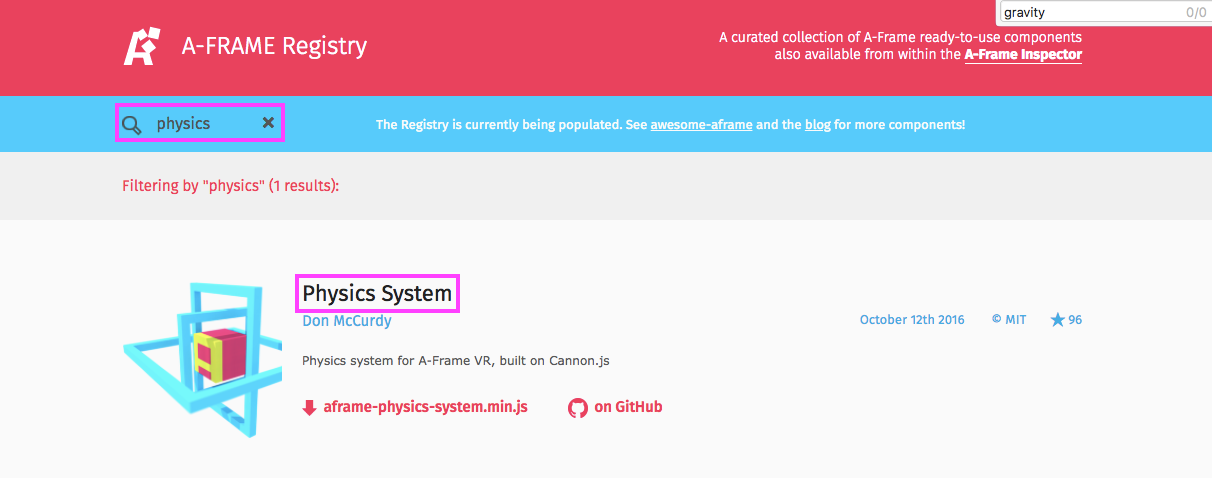 gravity 0/0
A-FRAME Registry
A curated collection of A-Frame ready-to-use components
also available from within the A-Frame Inspector
physics ×
The Registry is currently being populated. See awesome-aframe and the blog for more components!
Filtering by "physics" (1 results):
Physics System
Don McCurdy
October 12th 2016 © MIT ★ 96
Physics system for A-Frame VR, built on Cannon.js
aframe-physics-system.min.js on GitHub